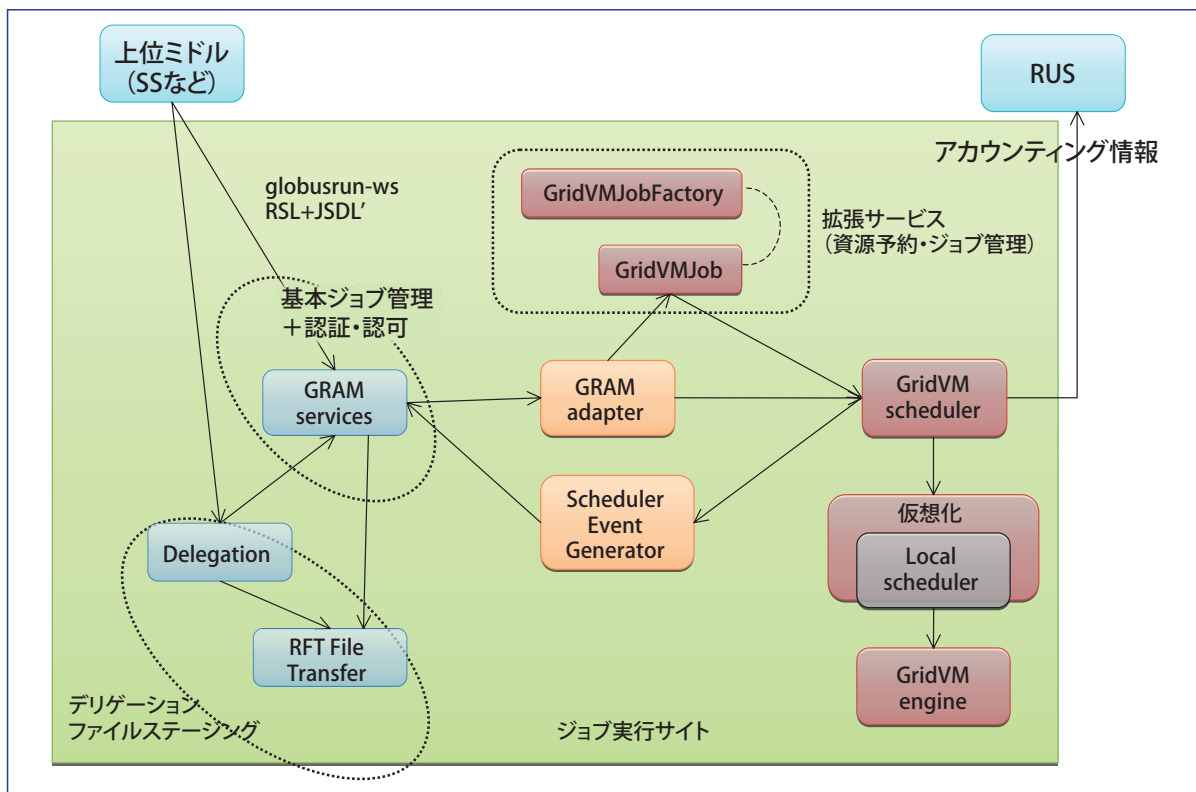 上位ミドル
(SSなど)
RUS
アカウンティング情報
globusrun-ws
RSL+JSDL’
GridVMJobFactory
GridVMJob
拡張サービス
(資源予約・ジョブ管理)
基本ジョブ管理
+認証・認可
GRAM
services
GRAM
adapter
GridVM
scheduler
Scheduler
Event
Generator
Delegation
仮想化
Local
scheduler
RFT File
Transfer
GridVM
engine
デリゲーション
ファイルステージング
ジョブ実行サイト